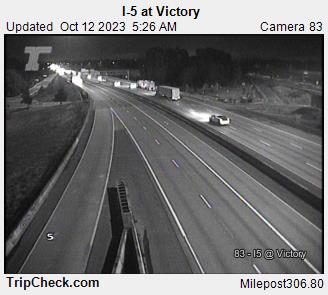 I-5 at Victory
Updated Oct 12 2023 5:26 AM Camera 83
S
83 - I5 @ Victory
TripCheck.com Milepost306.80